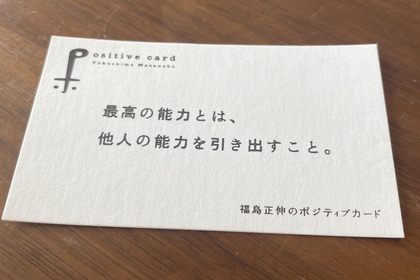 Positive card
Fukushima Masanobu
最高の能力とは、
他人の能力を引き出すこと。
福島正伸のポジティブカード